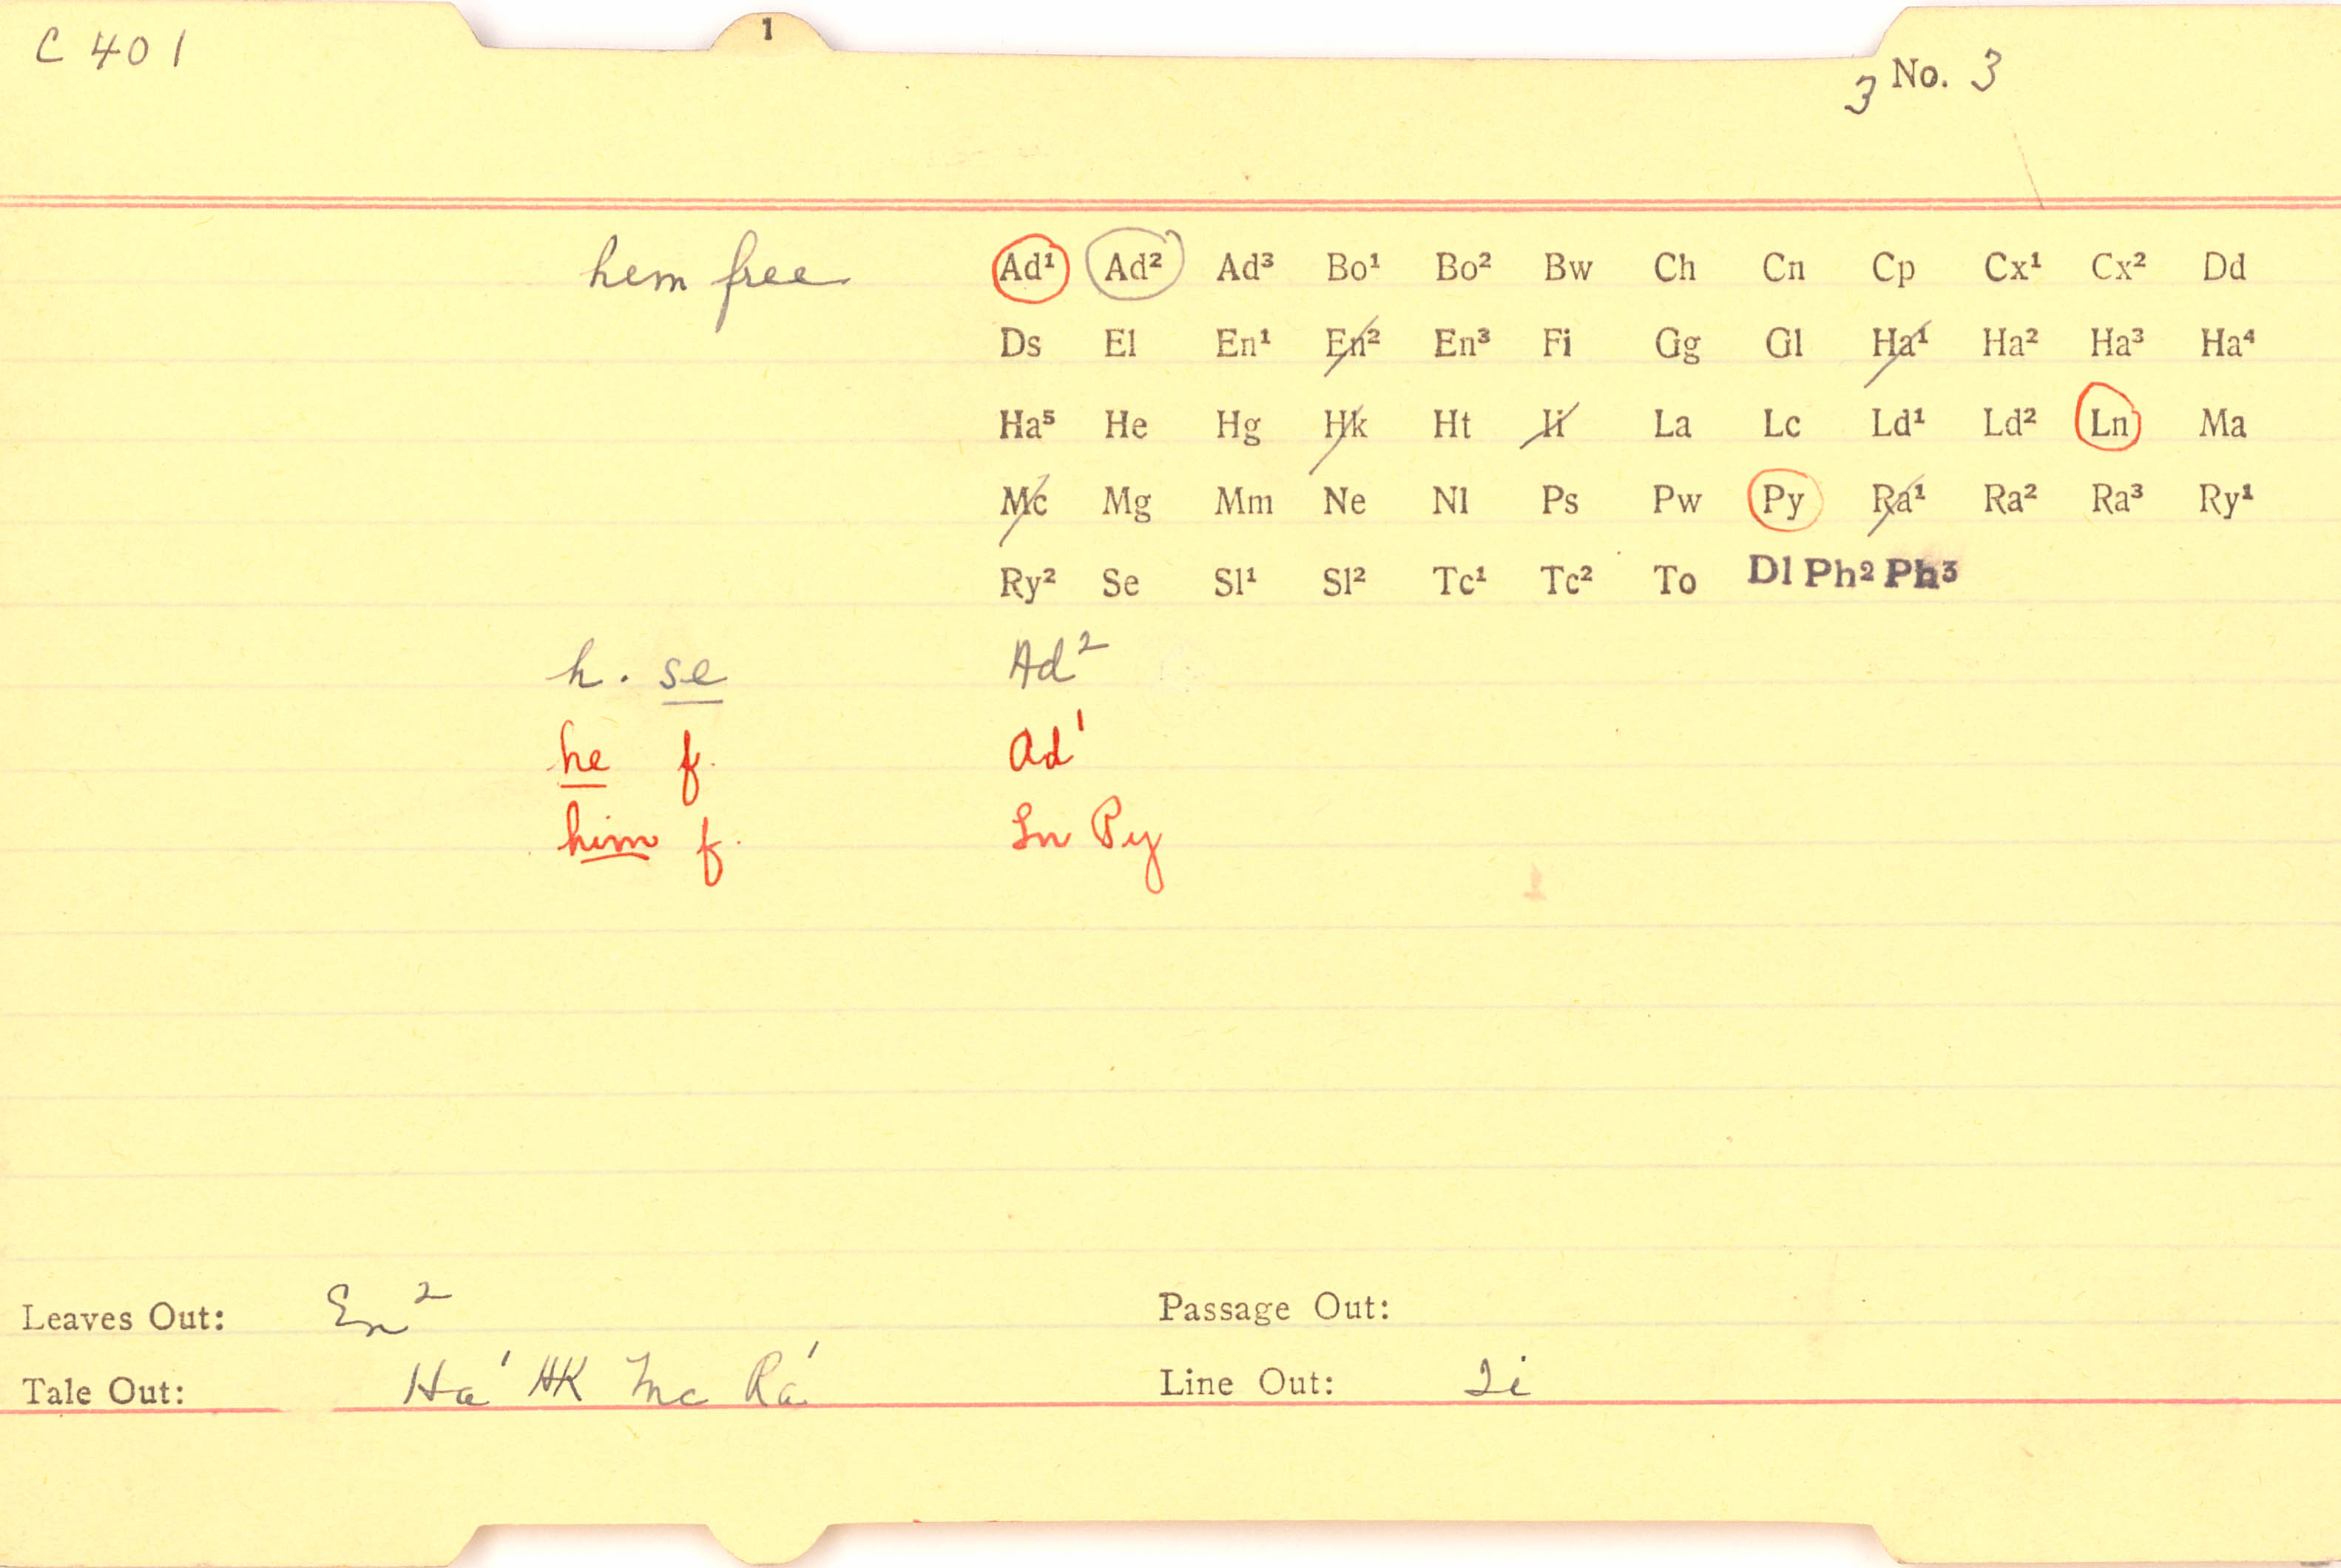 1
C 401
3 No. 3
hem free Ad¹ Ad² Ad³ Bo¹ Bo² Bw Ch Cn Cp Cx¹ Cx² Dd
Ds El En¹ En² En³ Fi Gg Gl Ha¹ Ha² Ha³ Ha⁴
Ha⁵ He Hg Hk Ht Ii La Lc Ld¹ Ld² Ln Ma
Mc Mg Mm Ne Nl Ps Pw Py Ra¹ Ra² Ra³ Ry¹
Ry² Se Sl¹ Sl² Tc¹ Tc² To Dl Ph² Ph³
h. se Ad²
he f. Ad¹
him f. Ln Py
1
Leaves Out: En² Passage Out:
Tale Out: Ha¹ HK Mc Ra¹ Line Out: Ii